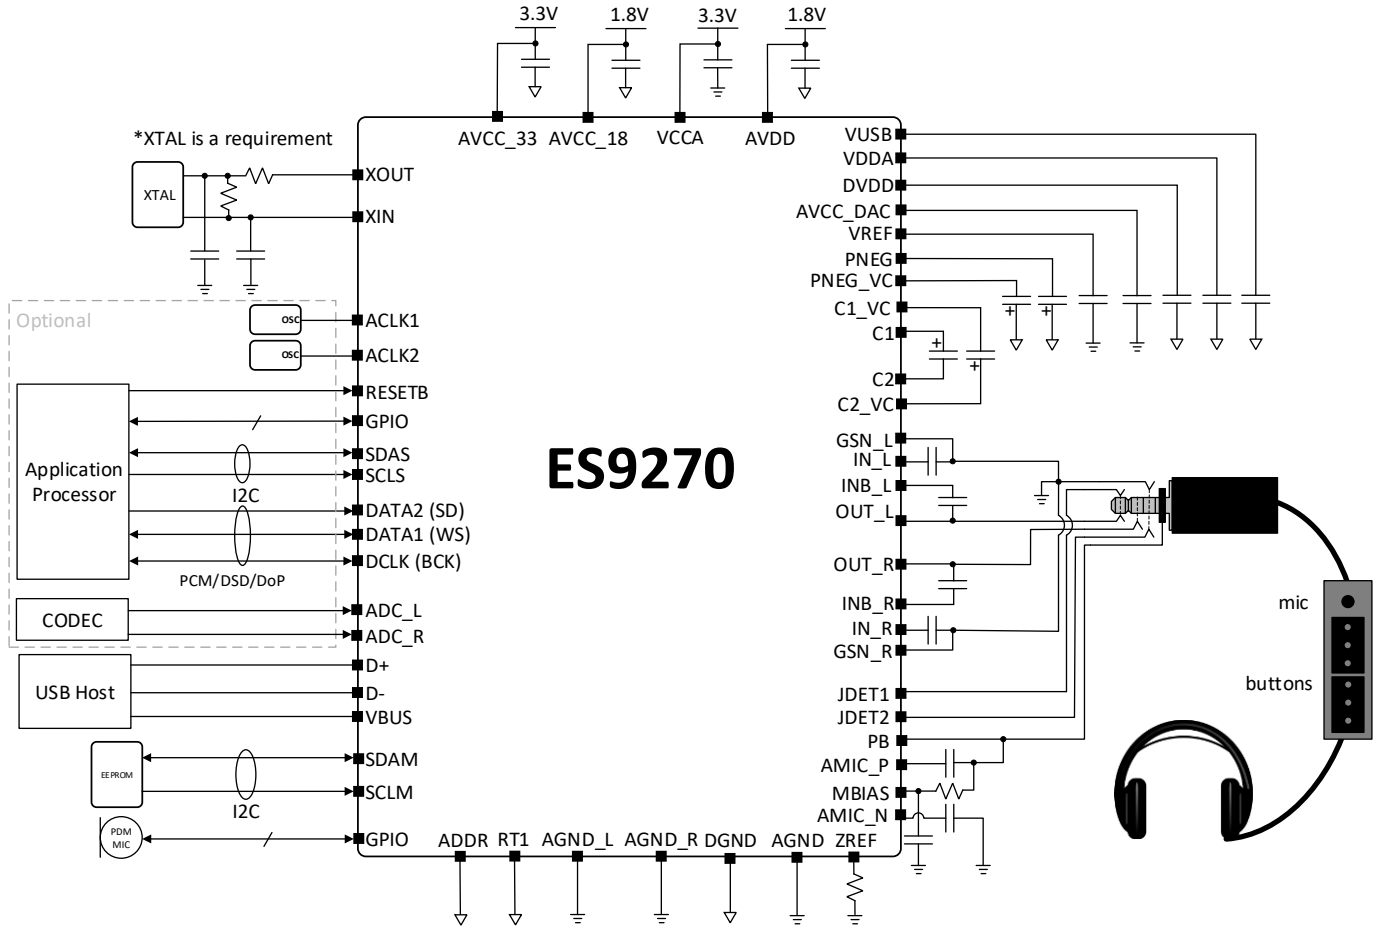 3.3V 1.8V 3.3V 1.8V
*XTAL is a requirement
AVCC_33 AVCC_18 VCCA AVDD
XTAL
XOUT
XIN
Optional
OSC
ACLK1
OSC
ACLK2
Application
Processor
RESETB
GPIO
SDAS
SCLS
I2C
DATA2 (SD)
DATA1 (WS)
DCLK (BCK)
PCM/DSD/DoP
CODEC
ADC_L
ADC_R
USB Host
D+
D-
VBUS
EEPROM
SDAM
SCLM
I2C
PDM
MIC
GPIO
ES9270
VUSB
VDDA
DVDD
AVCC_DAC
VREF
PNEG
PNEG_VC
C1_VC
C1
C2
C2_VC
+
+
+
+
GSN_L
IN_L
INB_L
OUT_L
OUT_R
INB_R
IN_R
GSN_R
JDET1
JDET2
PB
AMIC_P
MBIAS
AMIC_N
mic
buttons
ADDR RT1 AGND_L AGND_R DGND AGND ZREF